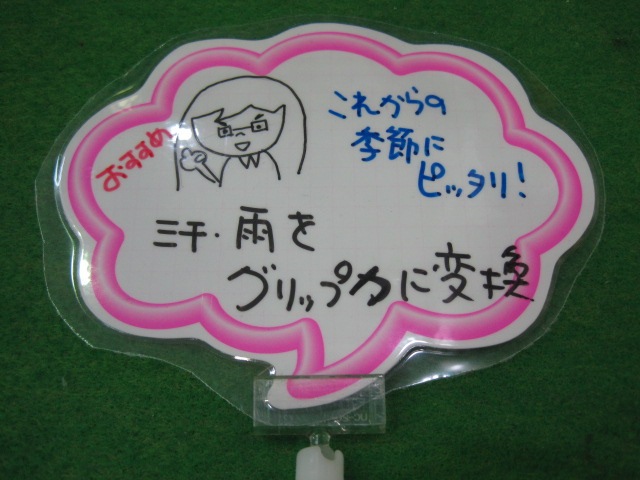 おすすめ
これからの
季節に
ピッタリ!
汗・雨を
グリップ力に変換